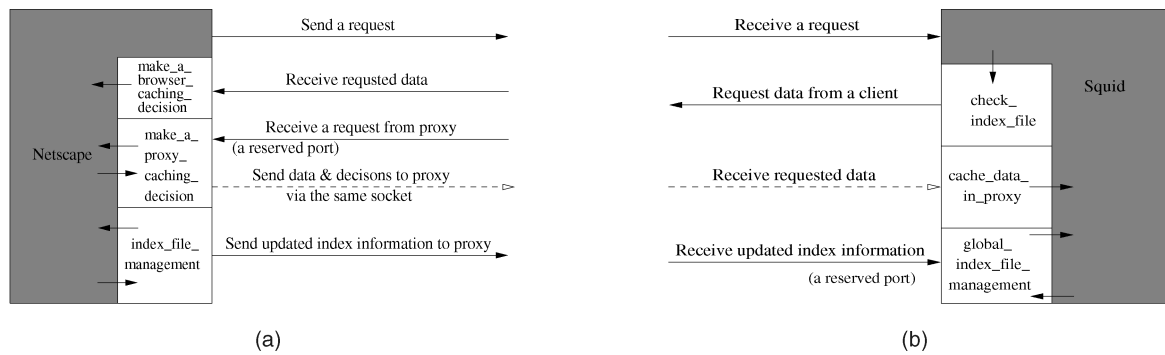 Send a request
make_a_
browser_
caching_
decision
Receive requsted data
Netscape
make_a_
proxy_
caching_
decision
Receive a request from proxy
(a reserved port)
Send data & decisons to proxy
via the same socket
index_file_
management
Send updated index information to proxy
(a)
Receive a request
Squid
Request data from a client
check_
index_file
Receive requested data
cache_data_
in_proxy
Receive updated index information
(a reserved port)
global_
index_file_
management
(b)